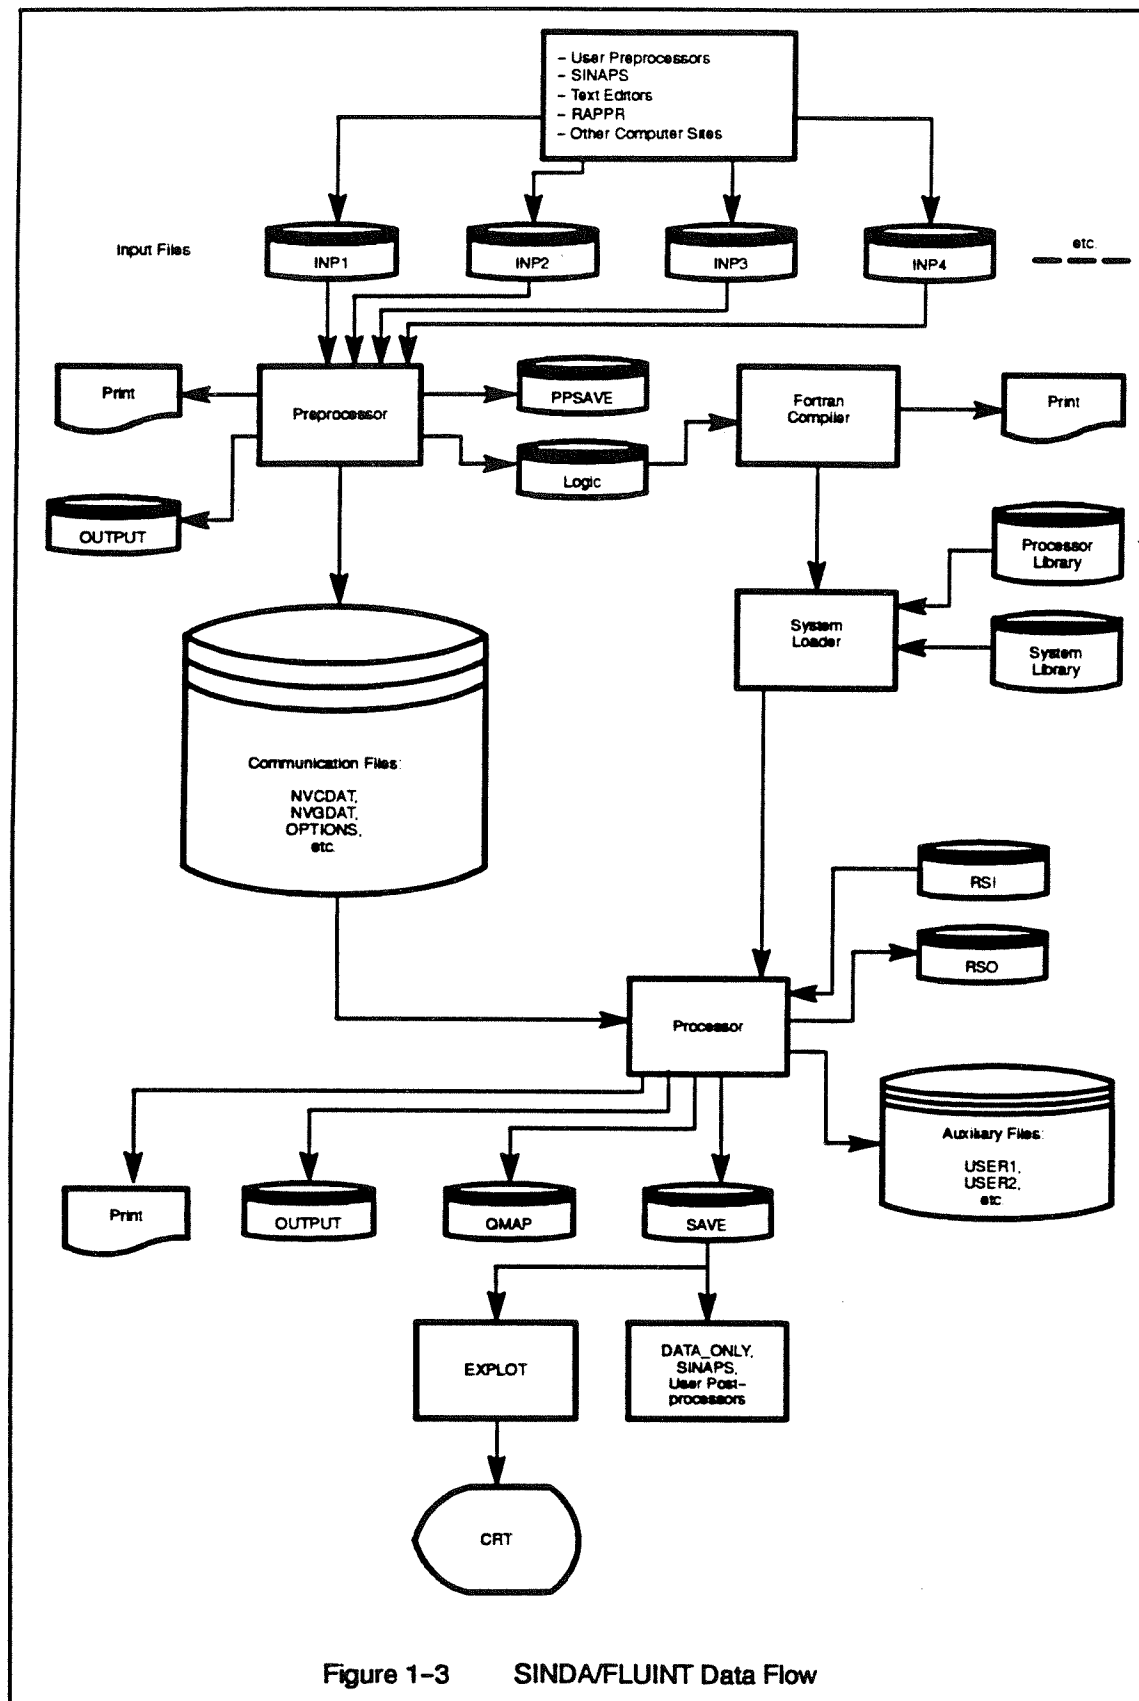 – User Preprocessors
– SINAPS
– Text Editors
– RAPPR
– Other Computer Sites
Input Files
INP1
INP2
INP3
INP4
etc.
Print
Preprocessor
PPSAVE
Fortran
Compiler
Print
Logic
OUTPUT
Processor
Library
System
Loader
System
Library
Communication Files:
NVCDAT,
NVGDAT,
OPTIONS,
etc.
RSI
RSO
Processor
Auxiliary Files:
USER1,
USER2,
etc
Print
OUTPUT
QMAP
SAVE
EXPLOT
DATA_ONLY,
SINAPS,
User Post–
processors
CRT
Figure 1–3 SINDA/FLUINT Data Flow